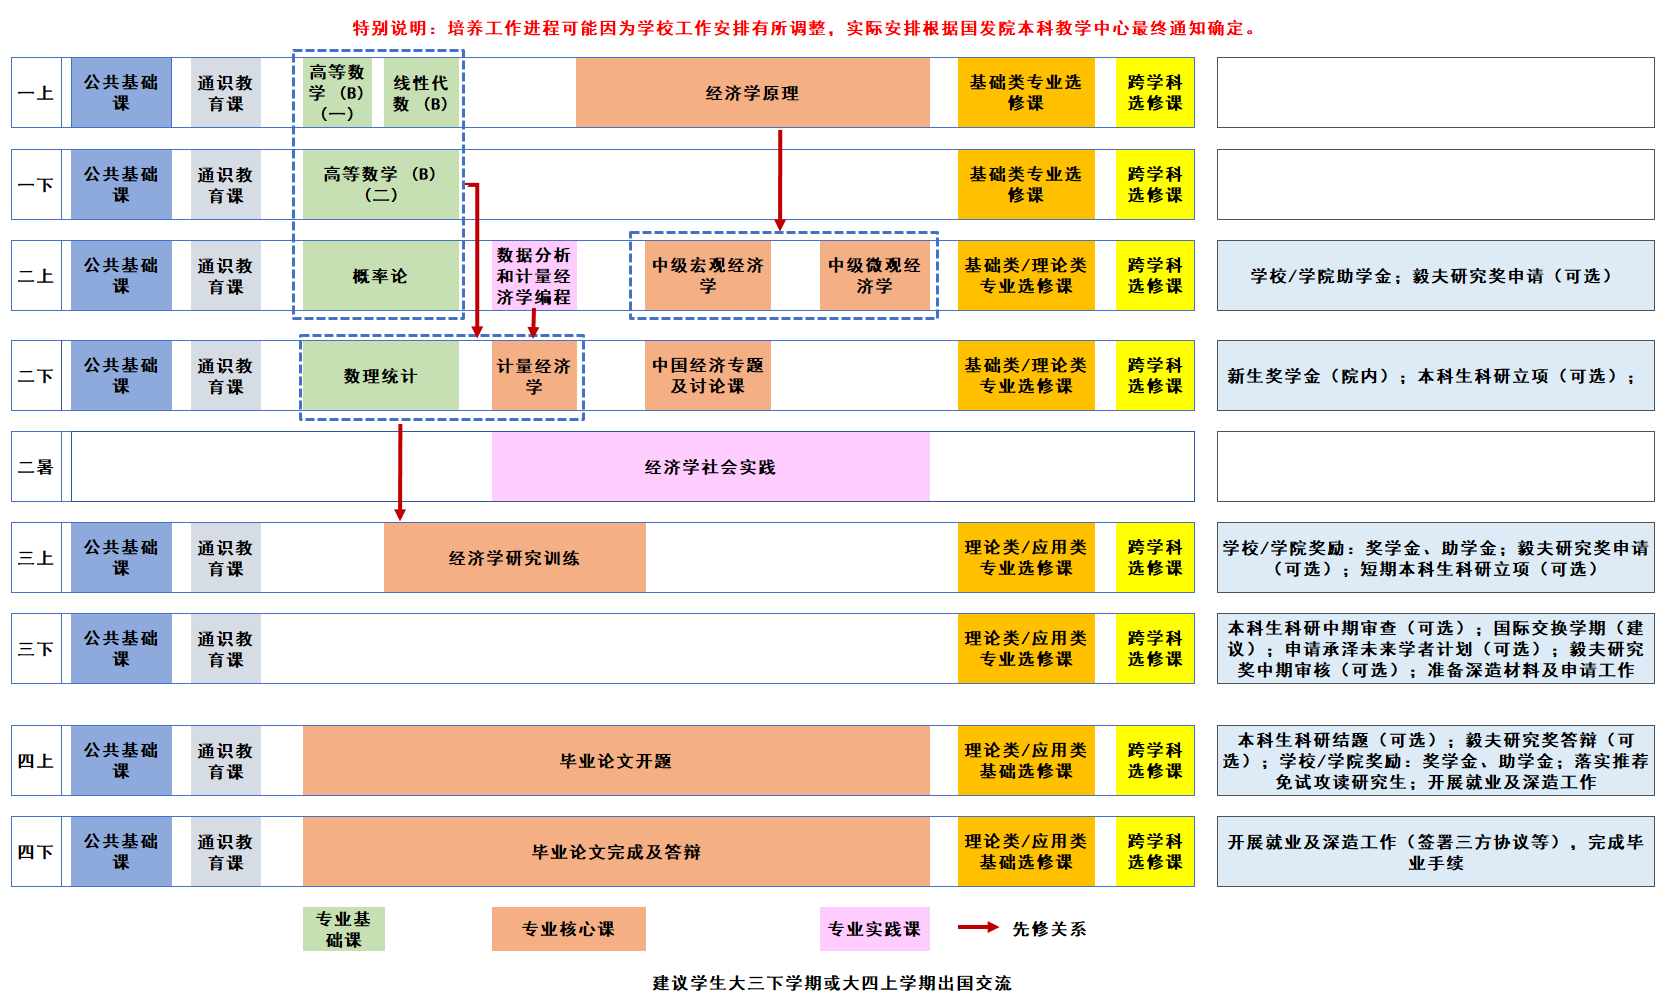 特别说明：培养工作进程可能因为学校工作安排有所调整，实际安排根据国发院本科教学中心最终通知确定。
一上
公共基础
课
通识教
育课
高等数
学（B）
（一）
线性代
数（B）
经济学原理
基础类专业选
修课
跨学科
选修课
一下
公共基础
课
通识教
育课
高等数学（B）
（二）
基础类专业选
修课
跨学科
选修课
二上
公共基础
课
通识教
育课
概率论
数据分析
和计量经
济学编程
中级宏观经济
学
中级微观经
济学
基础类/理论类
专业选修课
跨学科
选修课
学校/学院助学金；毅夫研究奖申请（可选）
二下
公共基础
课
通识教
育课
数理统计
计量经济
学
中国经济专题
及讨论课
基础类/理论类
专业选修课
跨学科
选修课
新生奖学金（院内）；本科生科研立项（可选）；
二暑
经济学社会实践
三上
公共基础
课
通识教
育课
经济学研究训练
理论类/应用类
专业选修课
跨学科
选修课
学校/学院奖励：奖学金、助学金；毅夫研究奖申请
（可选）；短期本科生科研立项（可选）
三下
公共基础
课
通识教
育课
理论类/应用类
专业选修课
跨学科
选修课
本科生科研中期审查（可选）；国际交换学期（建
议）；申请承泽未来学者计划（可选）；毅夫研究
奖中期审核（可选）；准备深造材料及申请工作
四上
公共基础
课
通识教
育课
毕业论文开题
理论类/应用类
基础选修课
跨学科
选修课
本科生科研结题（可选）；毅夫研究奖答辩（可
选）；学校/学院奖励：奖学金、助学金；落实推荐
免试攻读研究生；开展就业及深造工作
四下
公共基础
课
通识教
育课
毕业论文完成及答辩
理论类/应用类
基础选修课
跨学科
选修课
开展就业及深造工作（签署三方协议等），完成毕
业手续
专业基
础课
专业核心课
专业实践课
先修关系
建议学生大三下学期或大四上学期出国交流